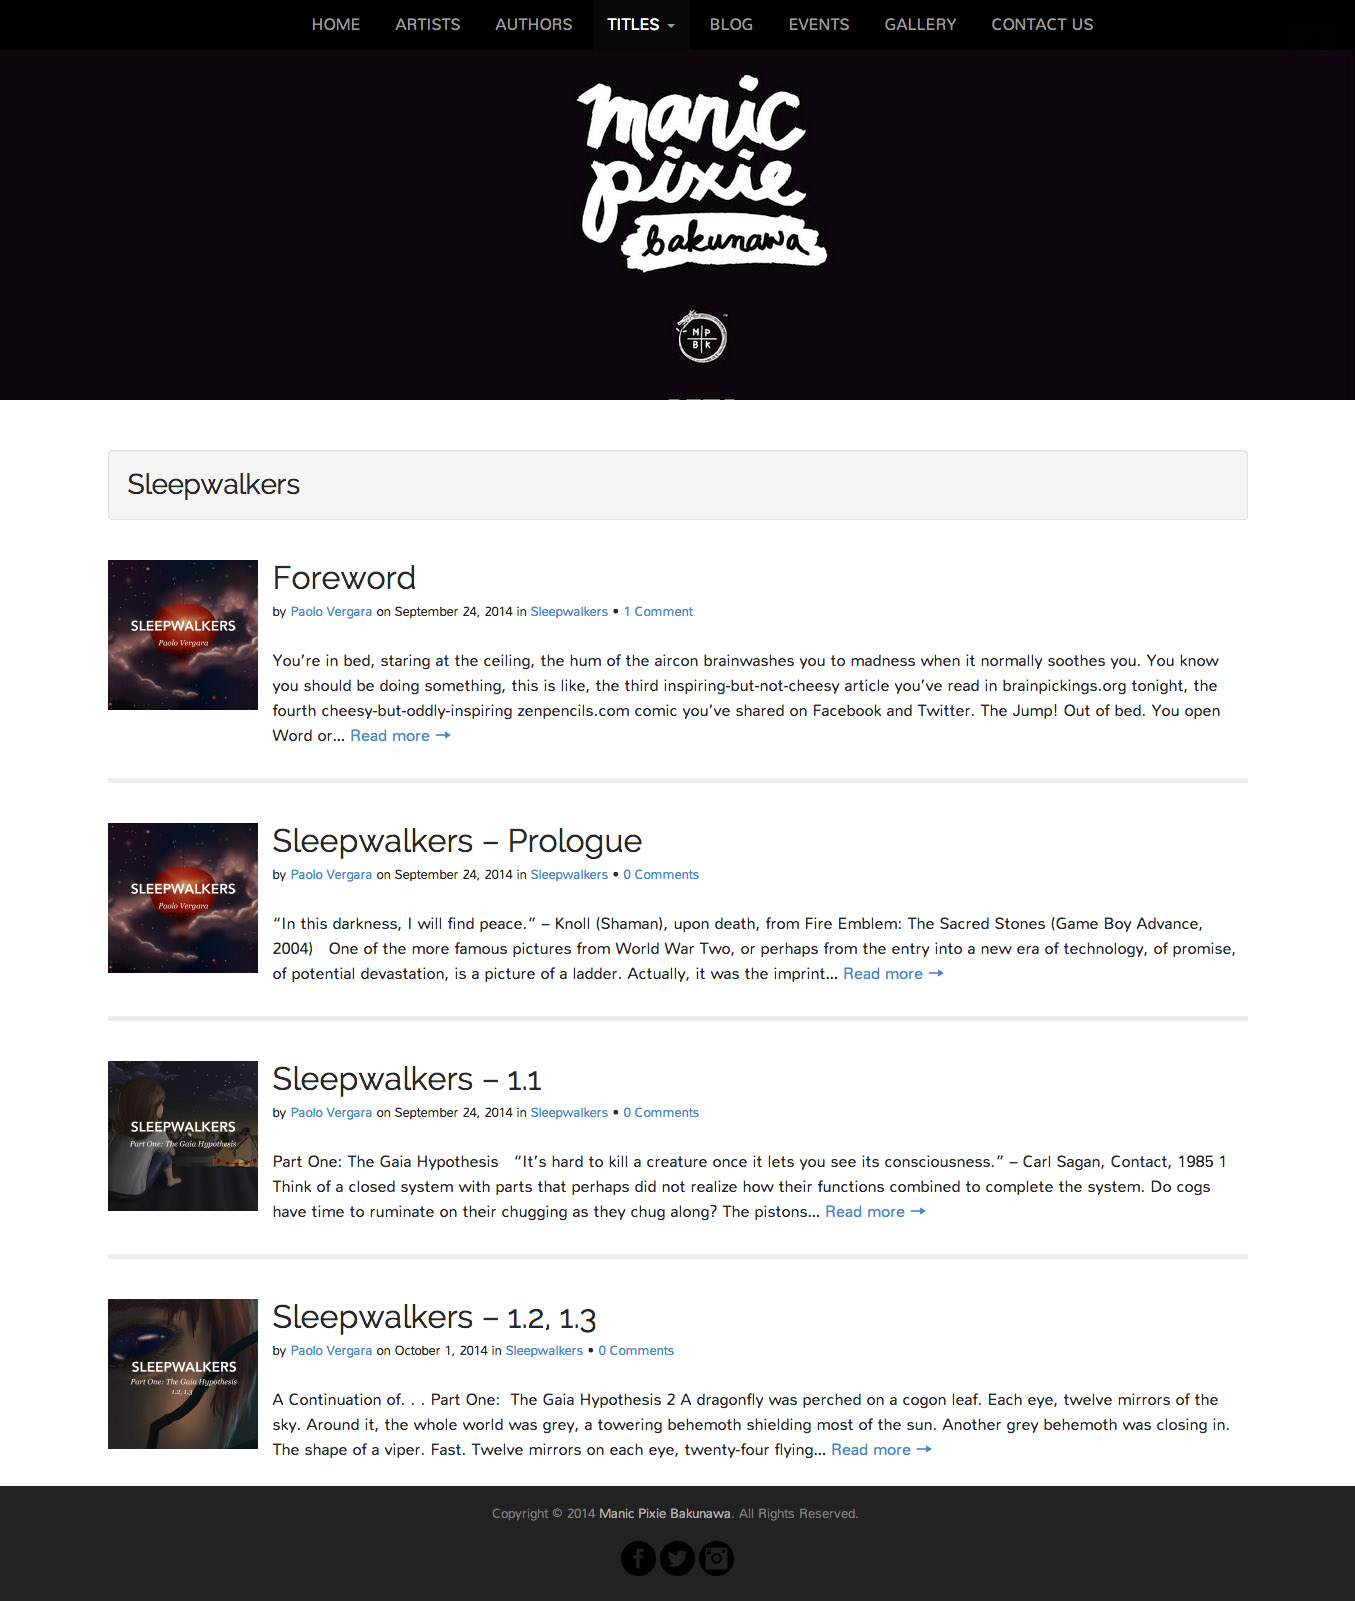 HOME ARTISTS AUTHORS TITLES BLOG EVENTS GALLERY CONTACT US
manic
pixie
bakunawa
M P
B K
Sleepwalkers
SLEEPWALKERS
Paolo Vergara
Foreword
by Paolo Vergara on September 24, 2014 in Sleepwalkers • 1 Comment
You’re in bed, staring at the ceiling, the hum of the aircon brainwashes you to madness when it normally soothes you. You know
you should be doing something, this is like, the third inspiring-but-not-cheesy article you’ve read in brainpickings.org tonight, the
fourth cheesy-but-oddly-inspiring zenpencils.com comic you’ve shared on Facebook and Twitter. The Jump! Out of bed. You open
Word or... Read more →
SLEEPWALKERS
Paolo Vergara
Sleepwalkers – Prologue
by Paolo Vergara on September 24, 2014 in Sleepwalkers • 0 Comments
“In this darkness, I will find peace.” – Knoll (Shaman), upon death, from Fire Emblem: The Sacred Stones (Game Boy Advance,
2004)   One of the more famous pictures from World War Two, or perhaps from the entry into a new era of technology, of promise,
of potential devastation, is a picture of a ladder. Actually, it was the imprint... Read more →
SLEEPWALKERS
Part One: The Gaia Hypothesis
Sleepwalkers – 1.1
by Paolo Vergara on September 24, 2014 in Sleepwalkers • 0 Comments
Part One: The Gaia Hypothesis   “It’s hard to kill a creature once it lets you see its consciousness.” – Carl Sagan, Contact, 1985 1
Think of a closed system with parts that perhaps did not realize how their functions combined to complete the system. Do cogs
have time to ruminate on their chugging as they chug along? The pistons... Read more →
SLEEPWALKERS
Part One: The Gaia Hypothesis
1.2, 1.3
Sleepwalkers – 1.2, 1.3
by Paolo Vergara on October 1, 2014 in Sleepwalkers • 0 Comments
A Continuation of. . . Part One:  The Gaia Hypothesis 2 A dragonfly was perched on a cogon leaf. Each eye, twelve mirrors of the
sky. Around it, the whole world was grey, a towering behemoth shielding most of the sun. Another grey behemoth was closing in.
The shape of a viper. Fast. Twelve mirrors on each eye, twenty-four flying... Read more →
Copyright © 2014 Manic Pixie Bakunawa. All Rights Reserved.